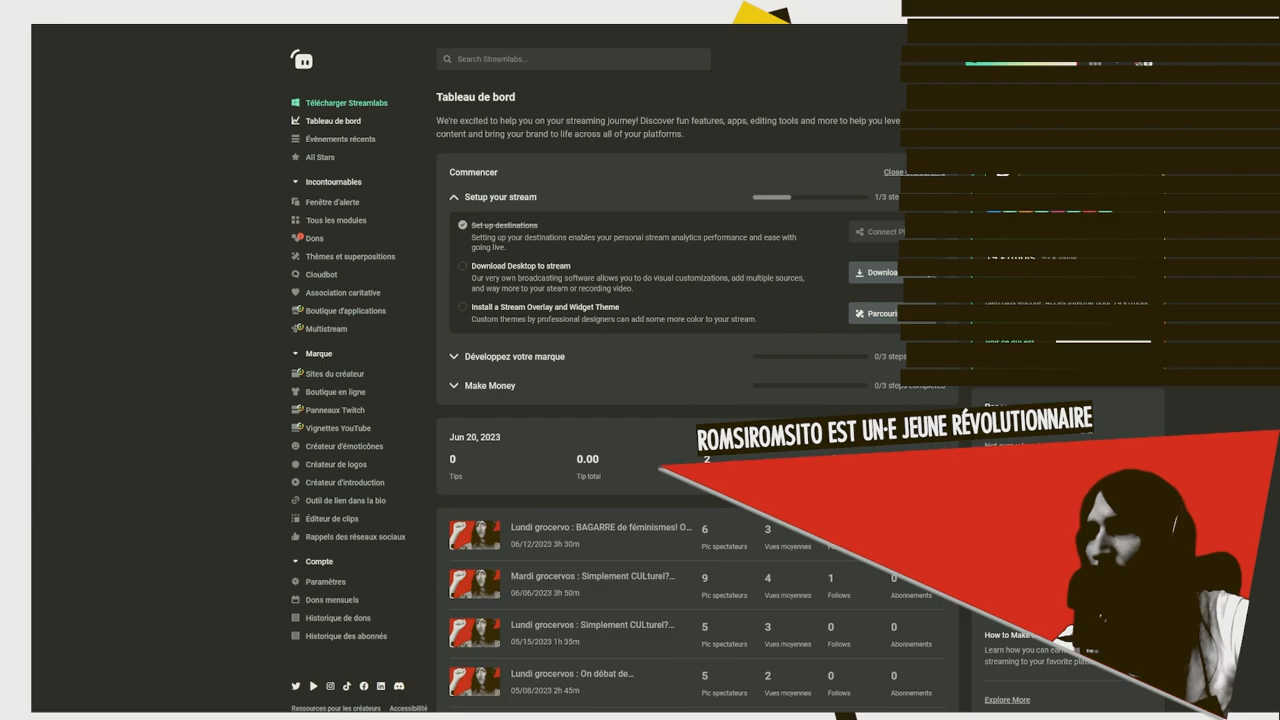 Search Streamlabs...
Télécharger Streamlabs
Tableau de bord
Évènements récents
All Stars
Incontournables
Fenêtre d'alerte
Tous les modules
Dons
Thèmes et superpositions
Cloudbot
Association caritative
Boutique d'applications
Multistream
Marque
Sites du créateur
Boutique en ligne
Panneaux Twitch
Vignettes YouTube
Créateur d'émoticônes
Créateur de logos
Créateur d'introduction
Outil de lien dans la bio
Éditeur de clips
Rappels des réseaux sociaux
Compte
Paramètres
Dons mensuels
Historique de dons
Historique des abonnés
Ressources pour les créateurs Accessibilité
Tableau de bord
We're excited to help you on your streaming journey! Discover fun features, apps, editing tools and more to help you leve
content and bring your brand to life across all of your platforms.
Commencer
Close
Setup your stream
1/3 ste
Set up destinations
Setting up your destinations enables your personal stream analytics performance and ease with
going live.
Connect Pl
Download Desktop to stream
Our very own broadcasting software allows you to do visual customizations, add multiple sources,
and way more to your steam or recording video.
Downloa
Install a Stream Overlay and Widget Theme
Custom themes by professional designers can add some more color to your stream.
Parcouri
Développez votre marque
0/3 steps
Make Money
0/3 steps completed
ROMSIROMSITO EST UN·E JEUNE RÉVOLUTIONNAIRE
Jun 20, 2023
0 0.00 2
Tips Tip total
Lundi grocervo : BAGARRE de féminismes! O... 6 3
06/12/2023 3h 30m Pic spectateurs Vues moyennes
Mardi grocervos : Simplement CULturel?... 9 4 1 0
06/06/2023 3h 50m Pic spectateurs Vues moyennes Follows Abonnements
Lundi grocervos : Simplement CULturel?... 5 3 0 0
05/15/2023 1h 35m Pic spectateurs Vues moyennes Follows Abonnements
Lundi grocervos : On débat de... 5 2 0 0
05/08/2023 2h 45m Pic spectateurs Vues moyennes Follows Abonnements
How to Make
Learn how you can ear
streaming to your favorite platf
Explore More